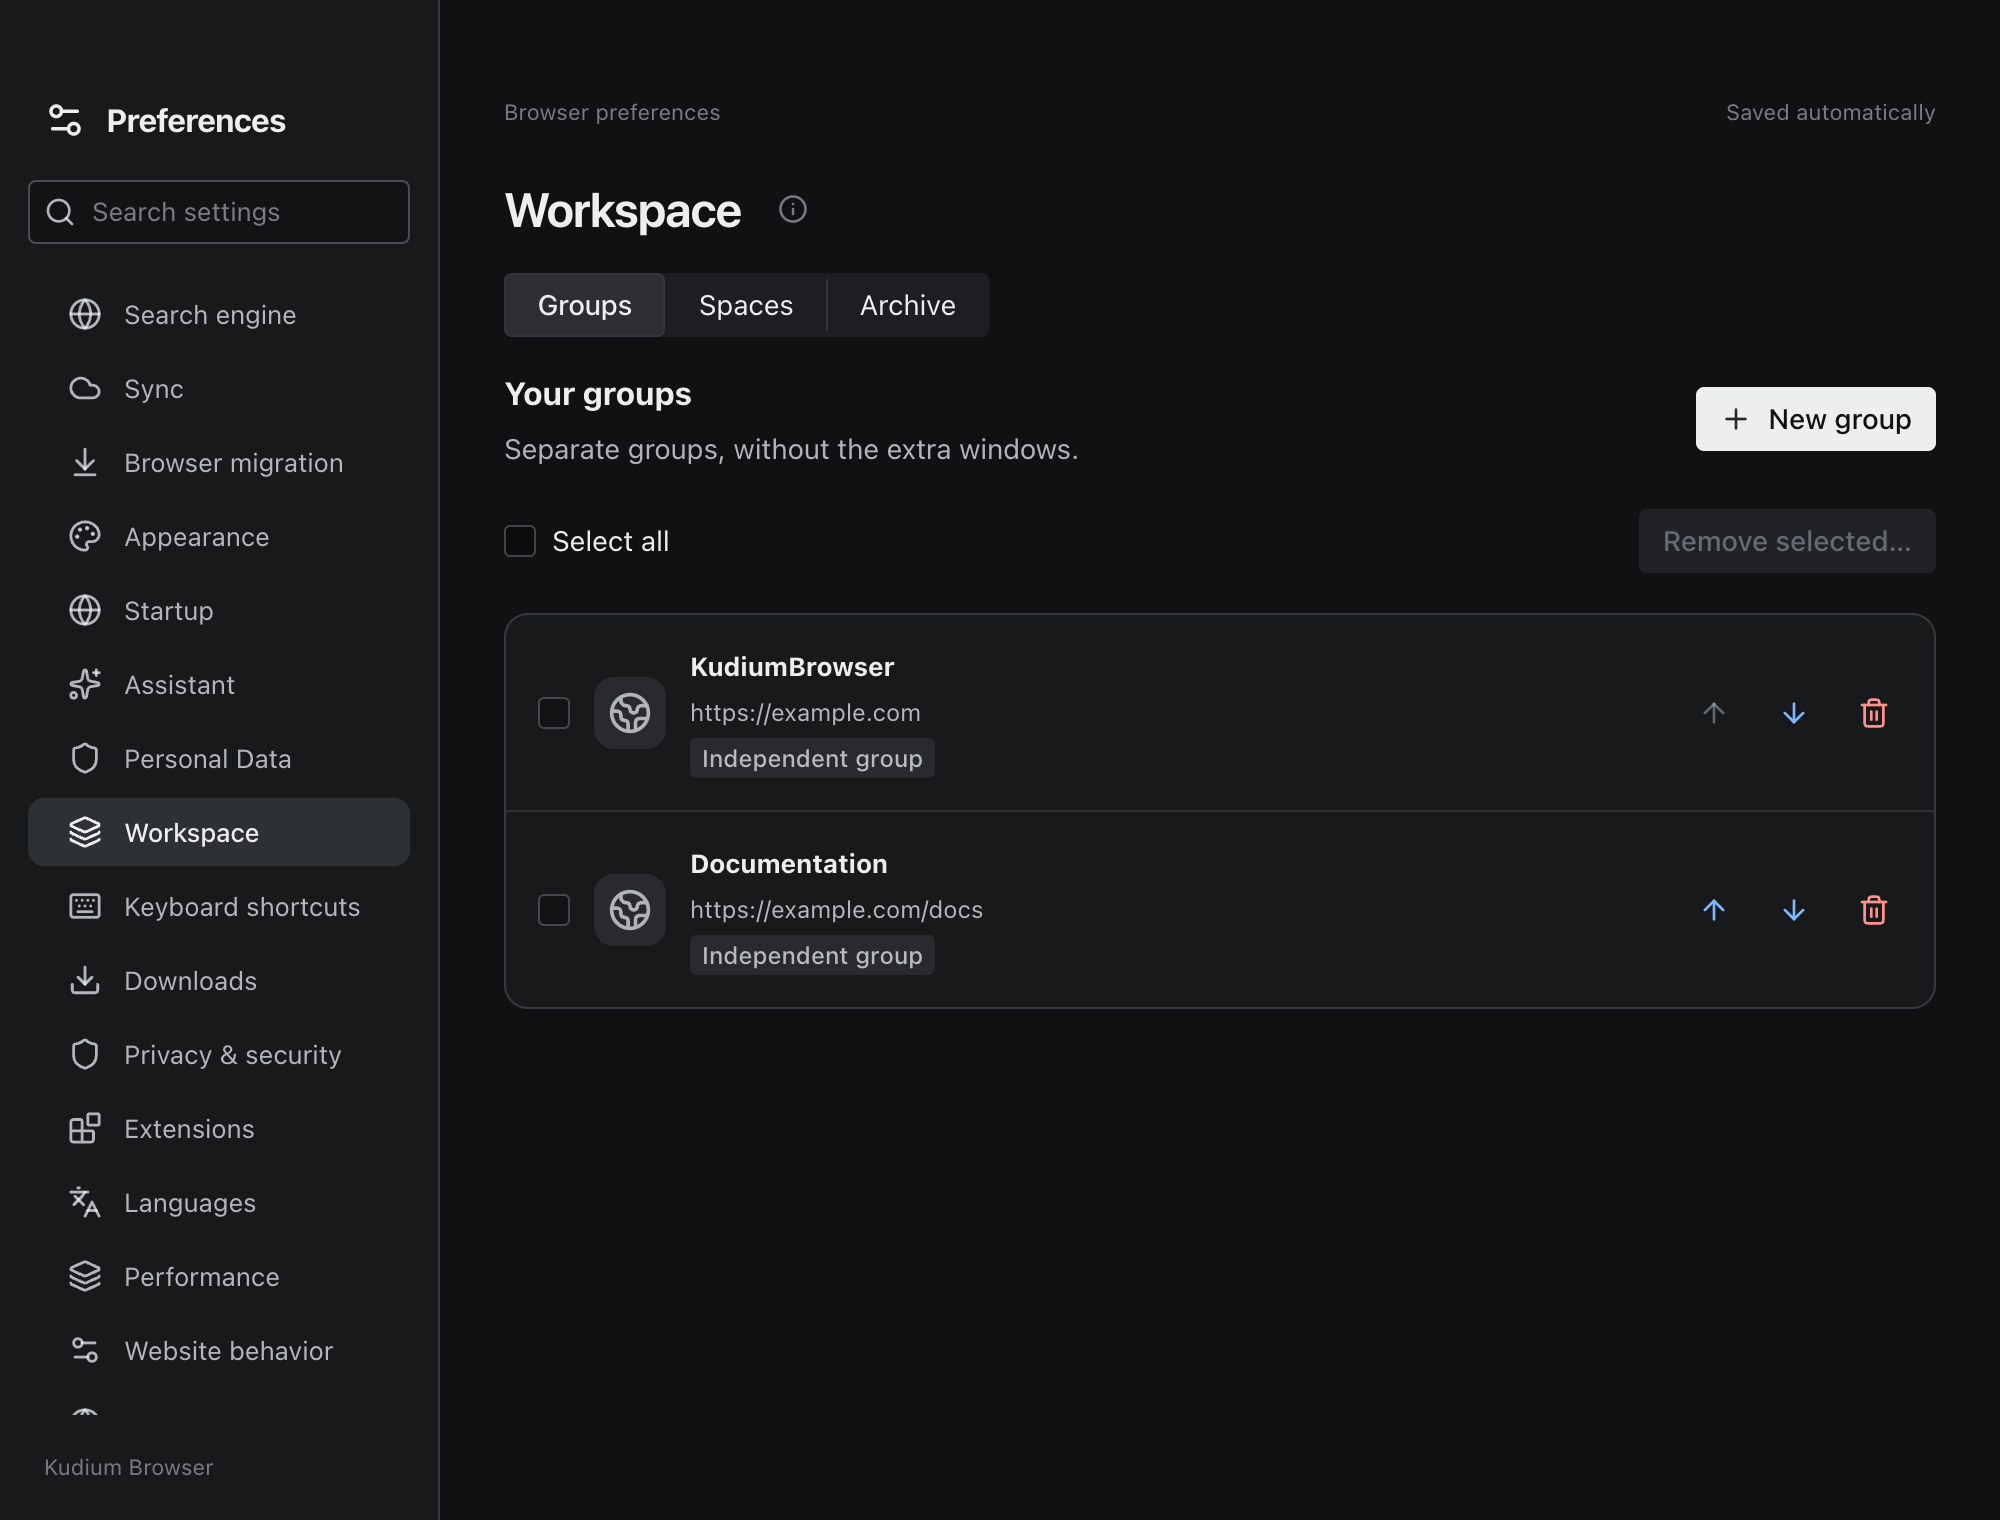 Preferences
Search settings
Search engine
Sync
Browser migration
Appearance
Startup
Assistant
Personal Data
Workspace
Keyboard shortcuts
Downloads
Privacy & security
Extensions
Languages
Performance
Website behavior
Kudium Browser
Browser preferences
Saved automatically
Workspace
Groups
Spaces
Archive
Your groups
Separate groups, without the extra windows.
New group
Select all
Remove selected...
KudiumBrowser
https://example.com
Independent group
Documentation
https://example.com/docs
Independent group